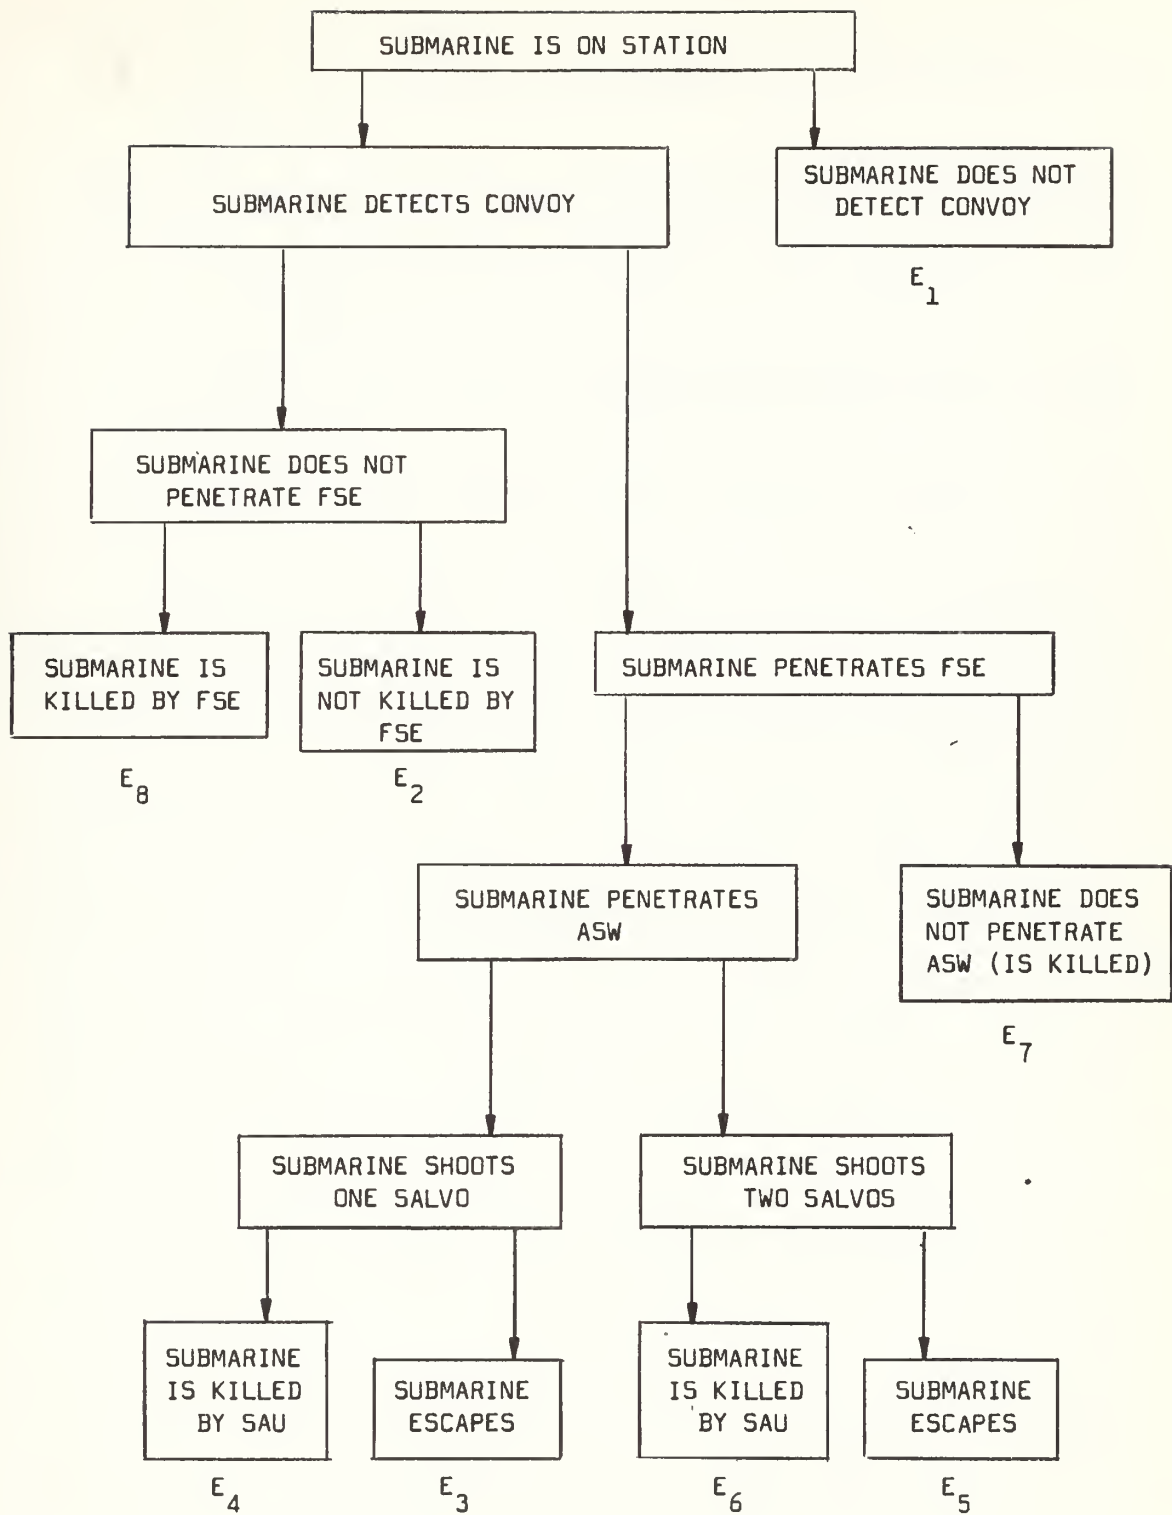 SUBMARINE IS ON STATION
SUBMARINE DETECTS CONVOY
SUBMARINE DOES NOT
DETECT CONVOY
E1
SUBMARINE DOES NOT
PENETRATE FSE
SUBMARINE IS
KILLED BY FSE
E8
SUBMARINE IS
NOT KILLED BY
FSE
E2
SUBMARINE PENETRATES FSE
SUBMARINE PENETRATES
ASW
SUBMARINE DOES
NOT PENETRATE
ASW (IS KILLED)
E7
SUBMARINE SHOOTS
ONE SALVO
SUBMARINE SHOOTS
TWO SALVOS
SUBMARINE
IS KILLED
BY SAU
E4
SUBMARINE
ESCAPES
E3
SUBMARINE
IS KILLED
BY SAU
E6
SUBMARINE
ESCAPES
E5